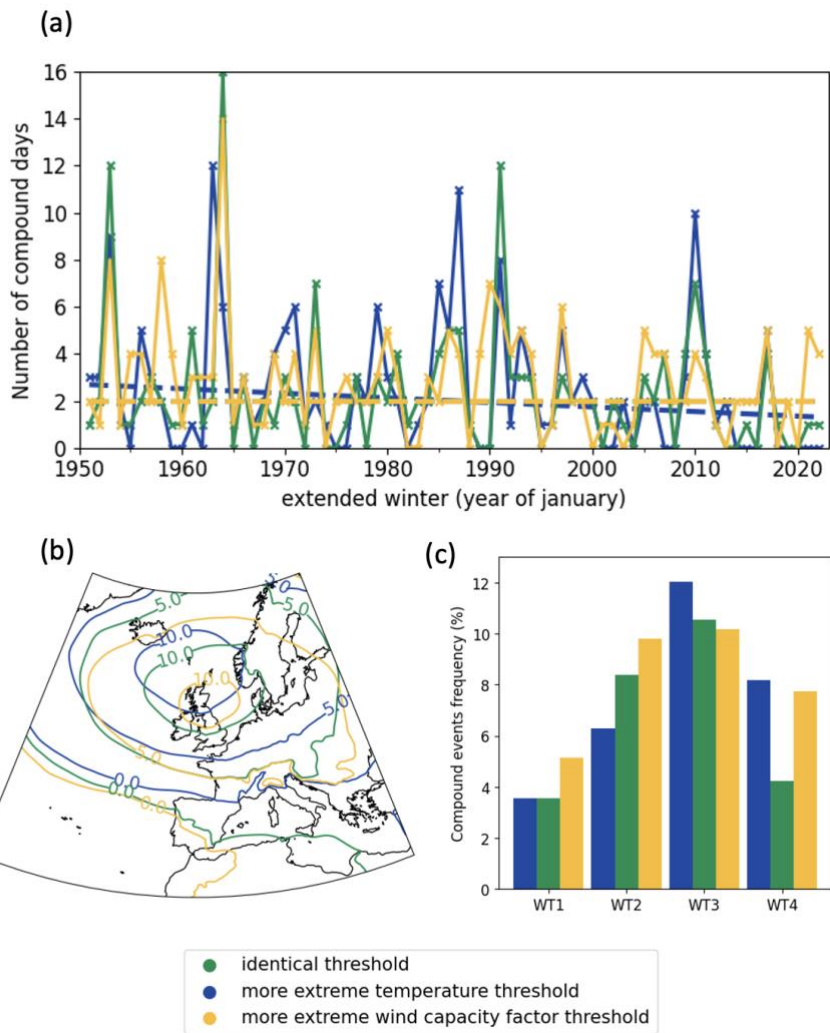 (a)
Number of compound days
16
14
12
10
8
6
4
2
0
1950 1960 1970 1980 1990 2000 2010 2020
extended winter (year of january)
(b)
5.0
5.0
10.0
10.0
10.0
5.0
5.0
0.0
0.0
0.0
(c)
Compound events frequency (%)
12
10
8
6
4
2
0
WT1 WT2 WT3 WT4
identical threshold
more extreme temperature threshold
more extreme wind capacity factor threshold